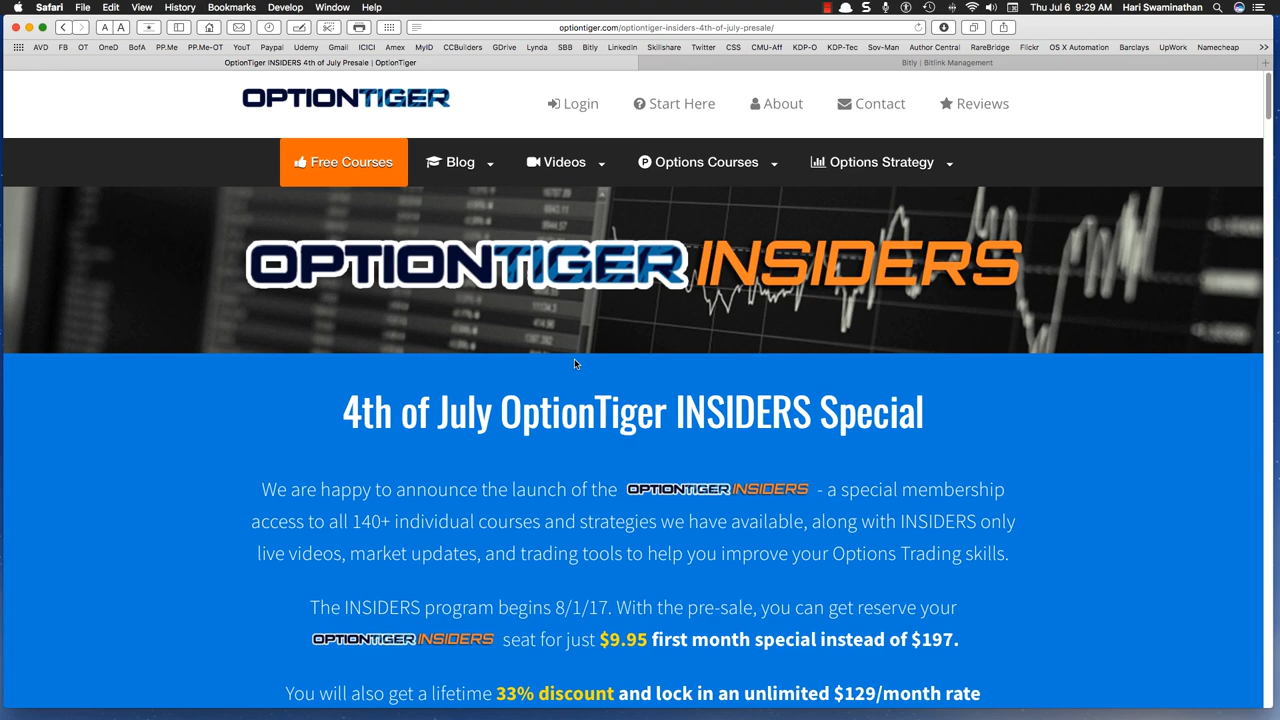 Safari File Edit View History Bookmarks Develop Window Help Thu Jul 6 9:29 AM Hari Swaminathan
optiontiger.com/optiontiger-insiders-4th-of-july-presale/
AVD FB OT OneD BofA PP.Me PP.Me-OT YouT Paypal Udemy Gmail ICICI Amex MyID CCBuilders GDrive Lynda SBB Bitly LinkedIn Skillshare Twitter CSS CMU-Aff KDP-O KDP-Tec Sov-Man Author Central RareBridge Flickr OS X Automation Barclays UpWork Namecheap >>
OptionTiger INSIDERS 4th of July Presale | OptionTiger Bitly | Bitlink Management
OPTIONTIGER Login Start Here About Contact Reviews
Free Courses Blog Videos Options Courses Options Strategy
OPTIONTIGER INSIDERS
4th of July OptionTiger INSIDERS Special
We are happy to announce the launch of the OPTIONTIGER INSIDERS - a special membership
access to all 140+ individual courses and strategies we have available, along with INSIDERS only
live videos, market updates, and trading tools to help you improve your Options Trading skills.
The INSIDERS program begins 8/1/17. With the pre-sale, you can get reserve your
OPTIONTIGER INSIDERS seat for just $9.95 first month special instead of $197.
You will also get a lifetime 33% discount and lock in an unlimited $129/month rate